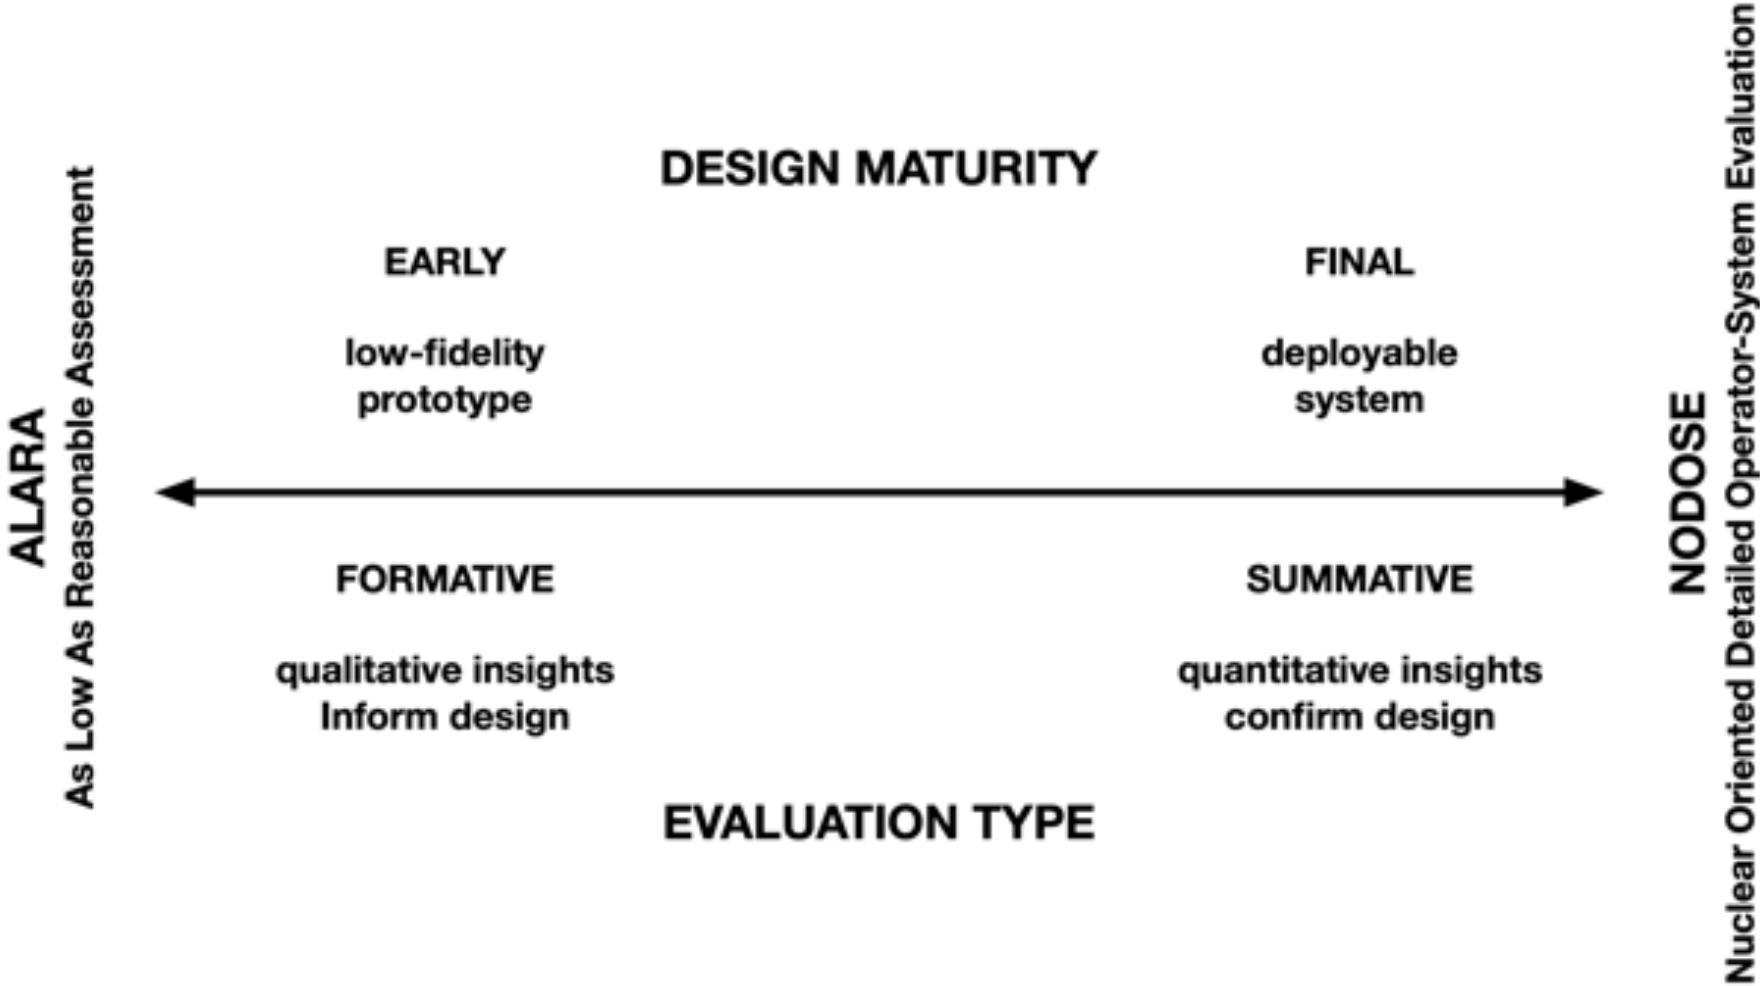 ALARA
As Low As Reasonable Assessment
DESIGN MATURITY
EARLY
low-fidelity
prototype
FINAL
deployable
system
FORMATIVE
qualitative insights
Inform design
SUMMATIVE
quantitative insights
confirm design
EVALUATION TYPE
NODOSE
Nuclear Oriented Detailed Operator-System Evaluation